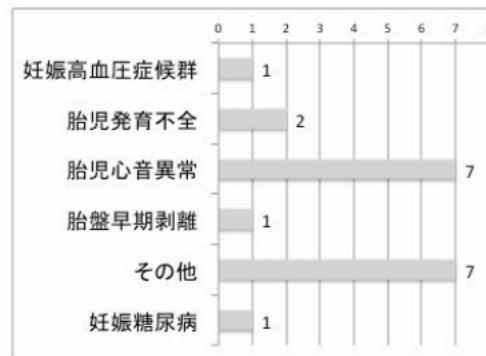 0 1 2 3 4 5 6 7
妊娠高血圧症候群 1
胎児発育不全 2
胎児心音異常 7
胎盤早期剥離 1
その他 7
妊娠糖尿病 1